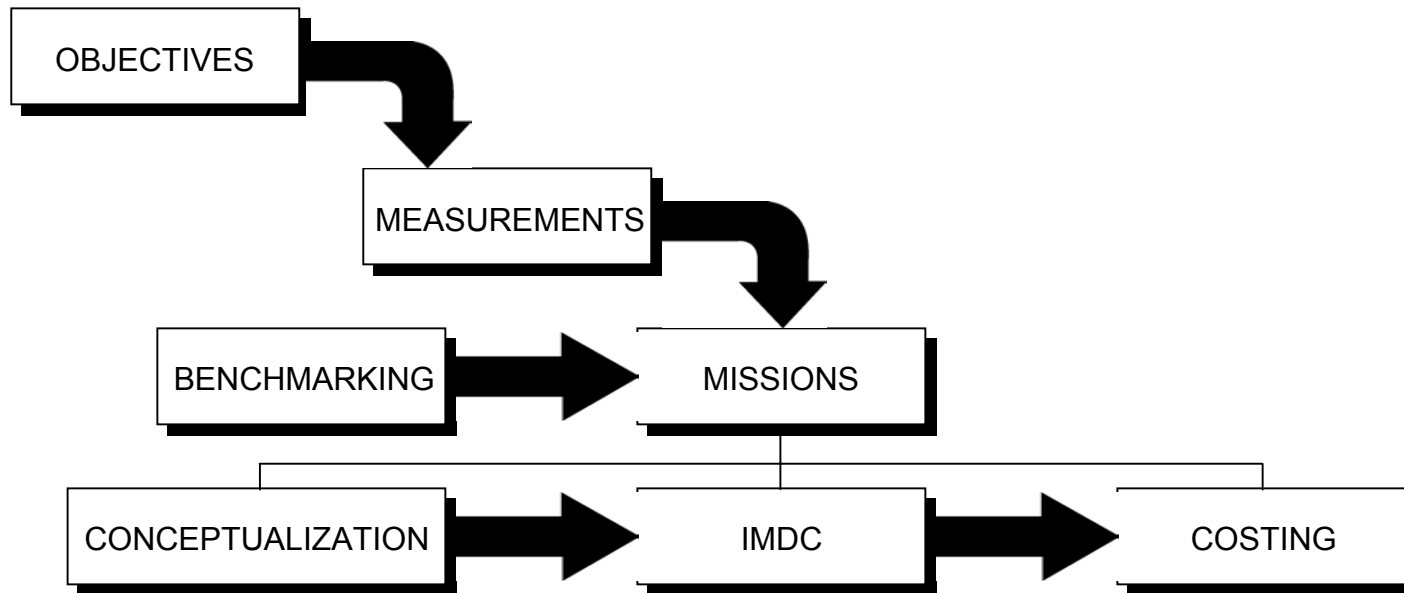 OBJECTIVES
MEASUREMENTS
BENCHMARKING
MISSIONS
CONCEPTUALIZATION
IMDC
COSTING